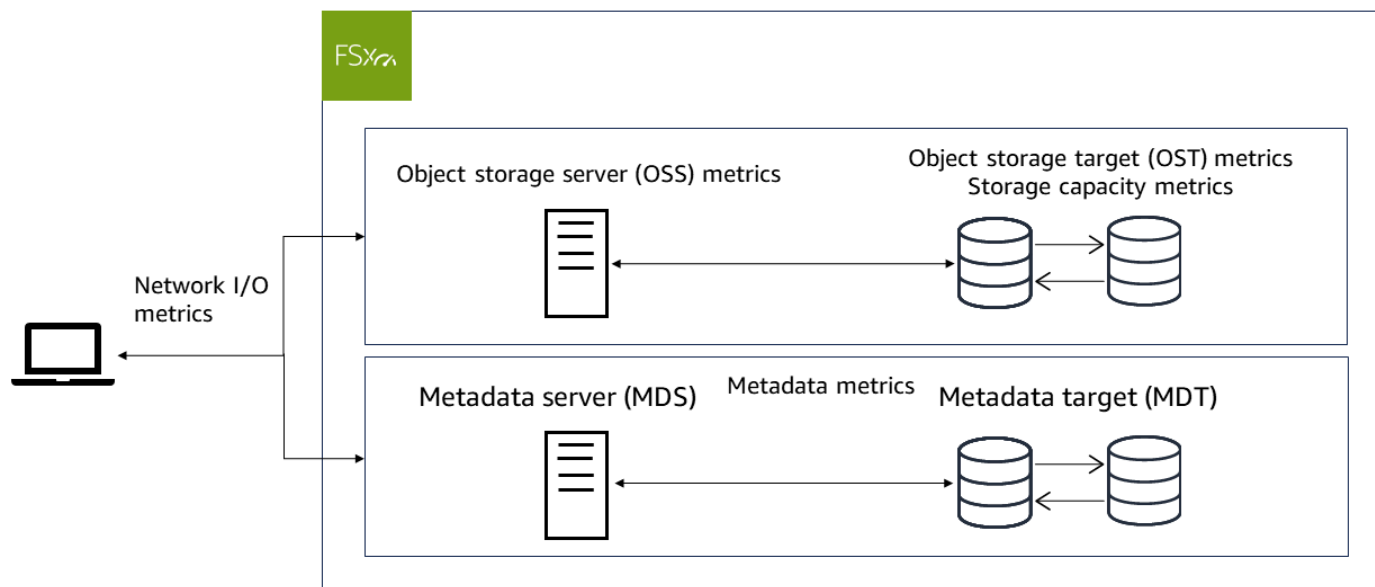 FSx
Object storage server (OSS) metrics
Object storage target (OST) metrics
Storage capacity metrics
Network I/O
metrics
Metadata server (MDS)
Metadata metrics
Metadata target (MDT)